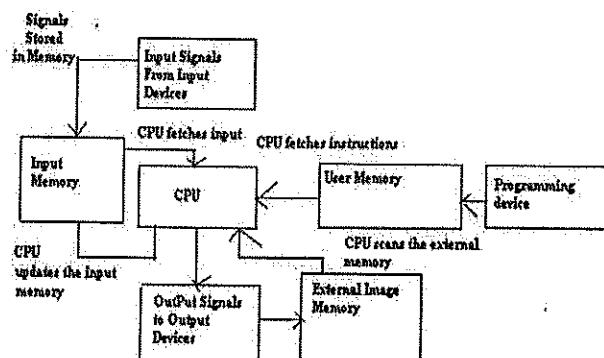 Signals
Stored
in Memory
Input Signals
From Input
Devices
CPU fetches input
CPU fetches instructions
Input
Memory
CPU
User Memory
Programming
device
CPU
updates the Input
memory
CPU scans the external
memory
OutPut Signals
to Output
Devices
External Image
Memory